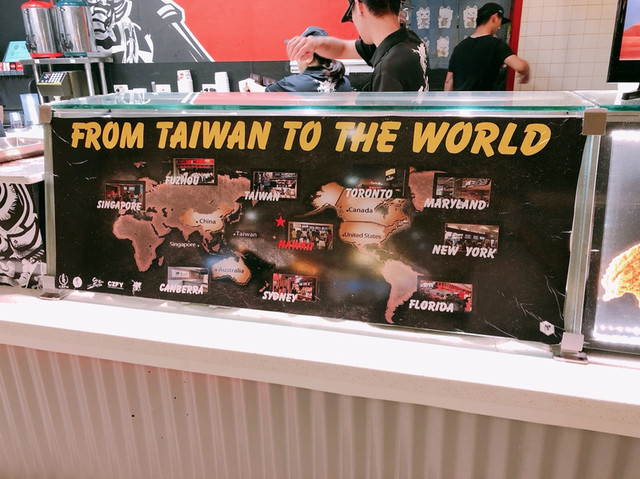 FROM TAIWAN TO THE WORLD
FUZHOU
TAIWAN
TORONTO
MARYLAND
SINGAPORE
China
Canada
Taiwan
HAWAII
United States
NEW YORK
Singapore
Australia
CANBERRA
SYDNEY
FLORIDA
CZFV